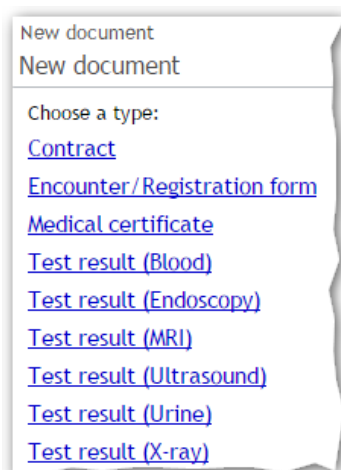 New document
New document
Choose a type:
Contract
Encounter/Registration form
Medical certificate
Test result (Blood)
Test result (Endoscopy)
Test result (MRI)
Test result (Ultrasound)
Test result (Urine)
Test result (X-ray)